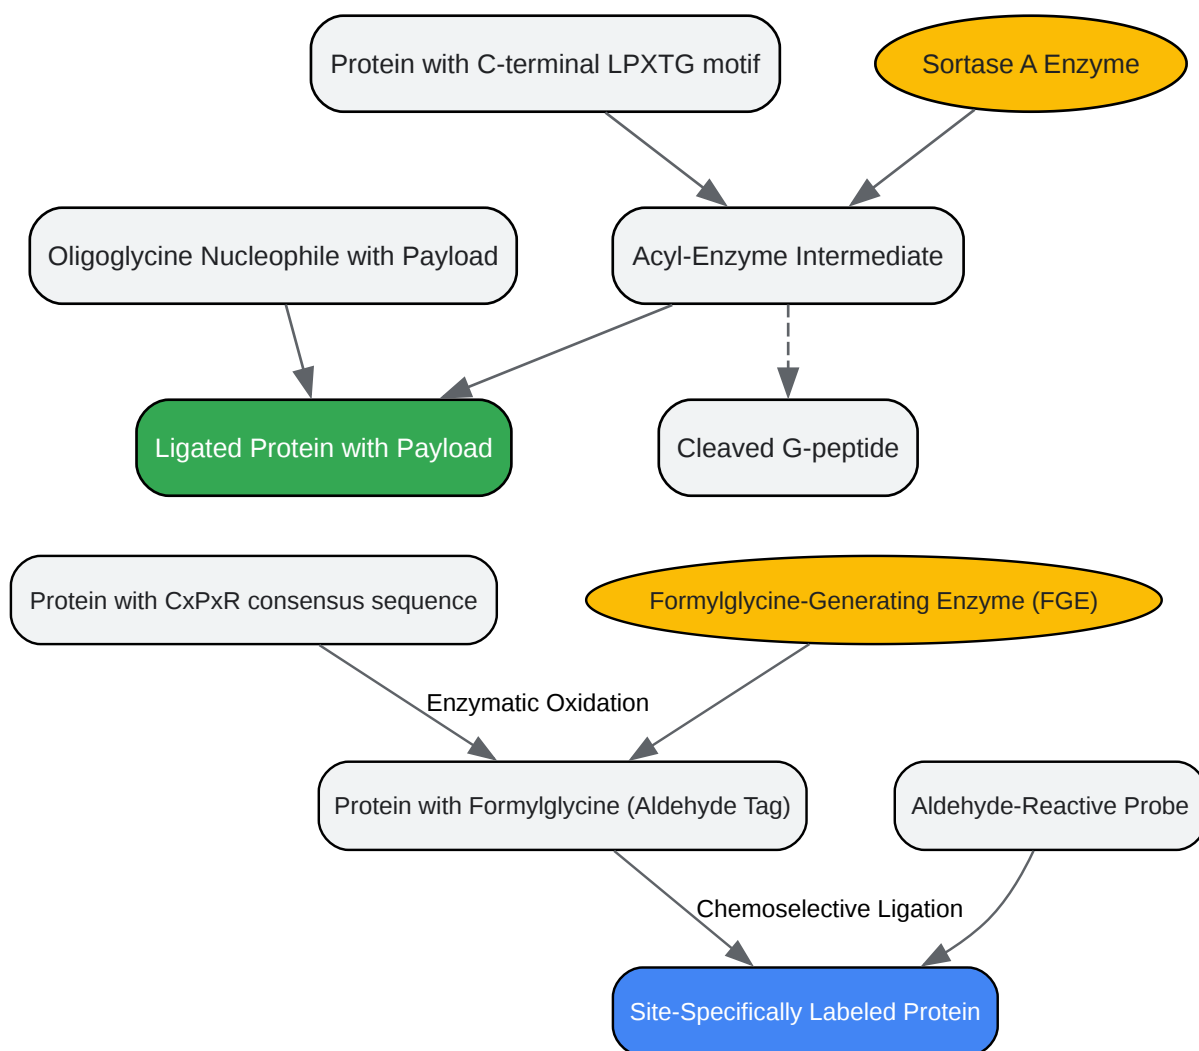 Protein with C-terminal LPXTG motif
Sortase A Enzyme
Oligoglycine Nucleophile with Payload
Acyl-Enzyme Intermediate
Ligated Protein with Payload
Cleaved G-peptide
Protein with CxPxR consensus sequence
Formylglycine-Generating Enzyme (FGE)
Enzymatic Oxidation
Protein with Formylglycine (Aldehyde Tag)
Aldehyde-Reactive Probe
Chemoselective Ligation
Site-Specifically Labeled Protein